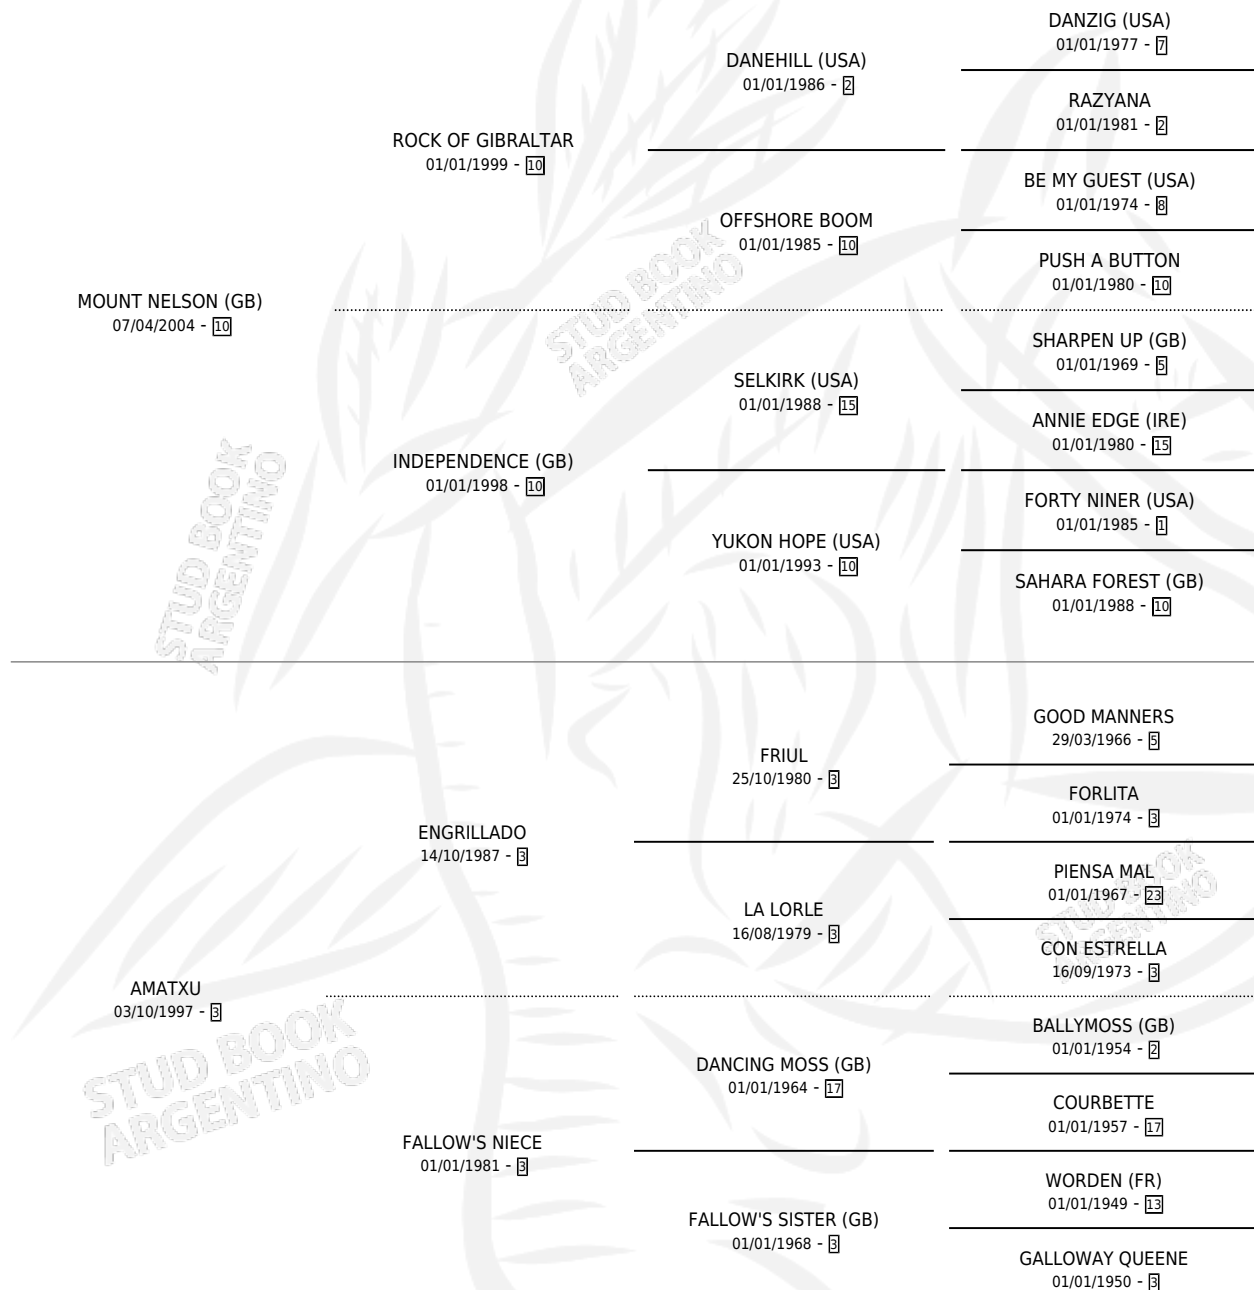 MOUNT NELSON (GB)
07/04/2004 - 10
ROCK OF GIBRALTAR
01/01/1999 - 10
INDEPENDENCE (GB)
01/01/1998 - 10
DANEHILL (USA)
01/01/1986 - 2
OFFSHORE BOOM
01/01/1985 - 10
SELKIRK (USA)
01/01/1988 - 15
YUKON HOPE (USA)
01/01/1993 - 10
DANZIG (USA)
01/01/1977 - 7
RAZYANA
01/01/1981 - 2
BE MY GUEST (USA)
01/01/1974 - 8
PUSH A BUTTON
01/01/1980 - 10
SHARPEN UP (GB)
01/01/1969 - 5
ANNIE EDGE (IRE)
01/01/1980 - 15
FORTY NINER (USA)
01/01/1985 - 1
SAHARA FOREST (GB)
01/01/1988 - 10
AMATXU
03/10/1997 - 3
ENGRILLADO
14/10/1987 - 3
FALLOW'S NIECE
01/01/1981 - 3
FRIUL
25/10/1980 - 3
LA LORLE
16/08/1979 - 3
DANCING MOSS (GB)
01/01/1964 - 17
FALLOW'S SISTER (GB)
01/01/1968 - 3
GOOD MANNERS
29/03/1966 - 5
FORLITA
01/01/1974 - 3
PIENSA MAL
01/01/1967 - 23
CON ESTRELLA
16/09/1973 - 3
BALLYMOSS (GB)
01/01/1954 - 2
COURBETTE
01/01/1957 - 17
WORDEN (FR)
01/01/1949 - 13
GALLOWAY QUEENE
01/01/1950 - 3
STUD BOOK
ARGENTINO
STUD BOOK
ARGENTINO
STUD BOOK
ARGENTINO
STUD BOOK
ARGENTINO